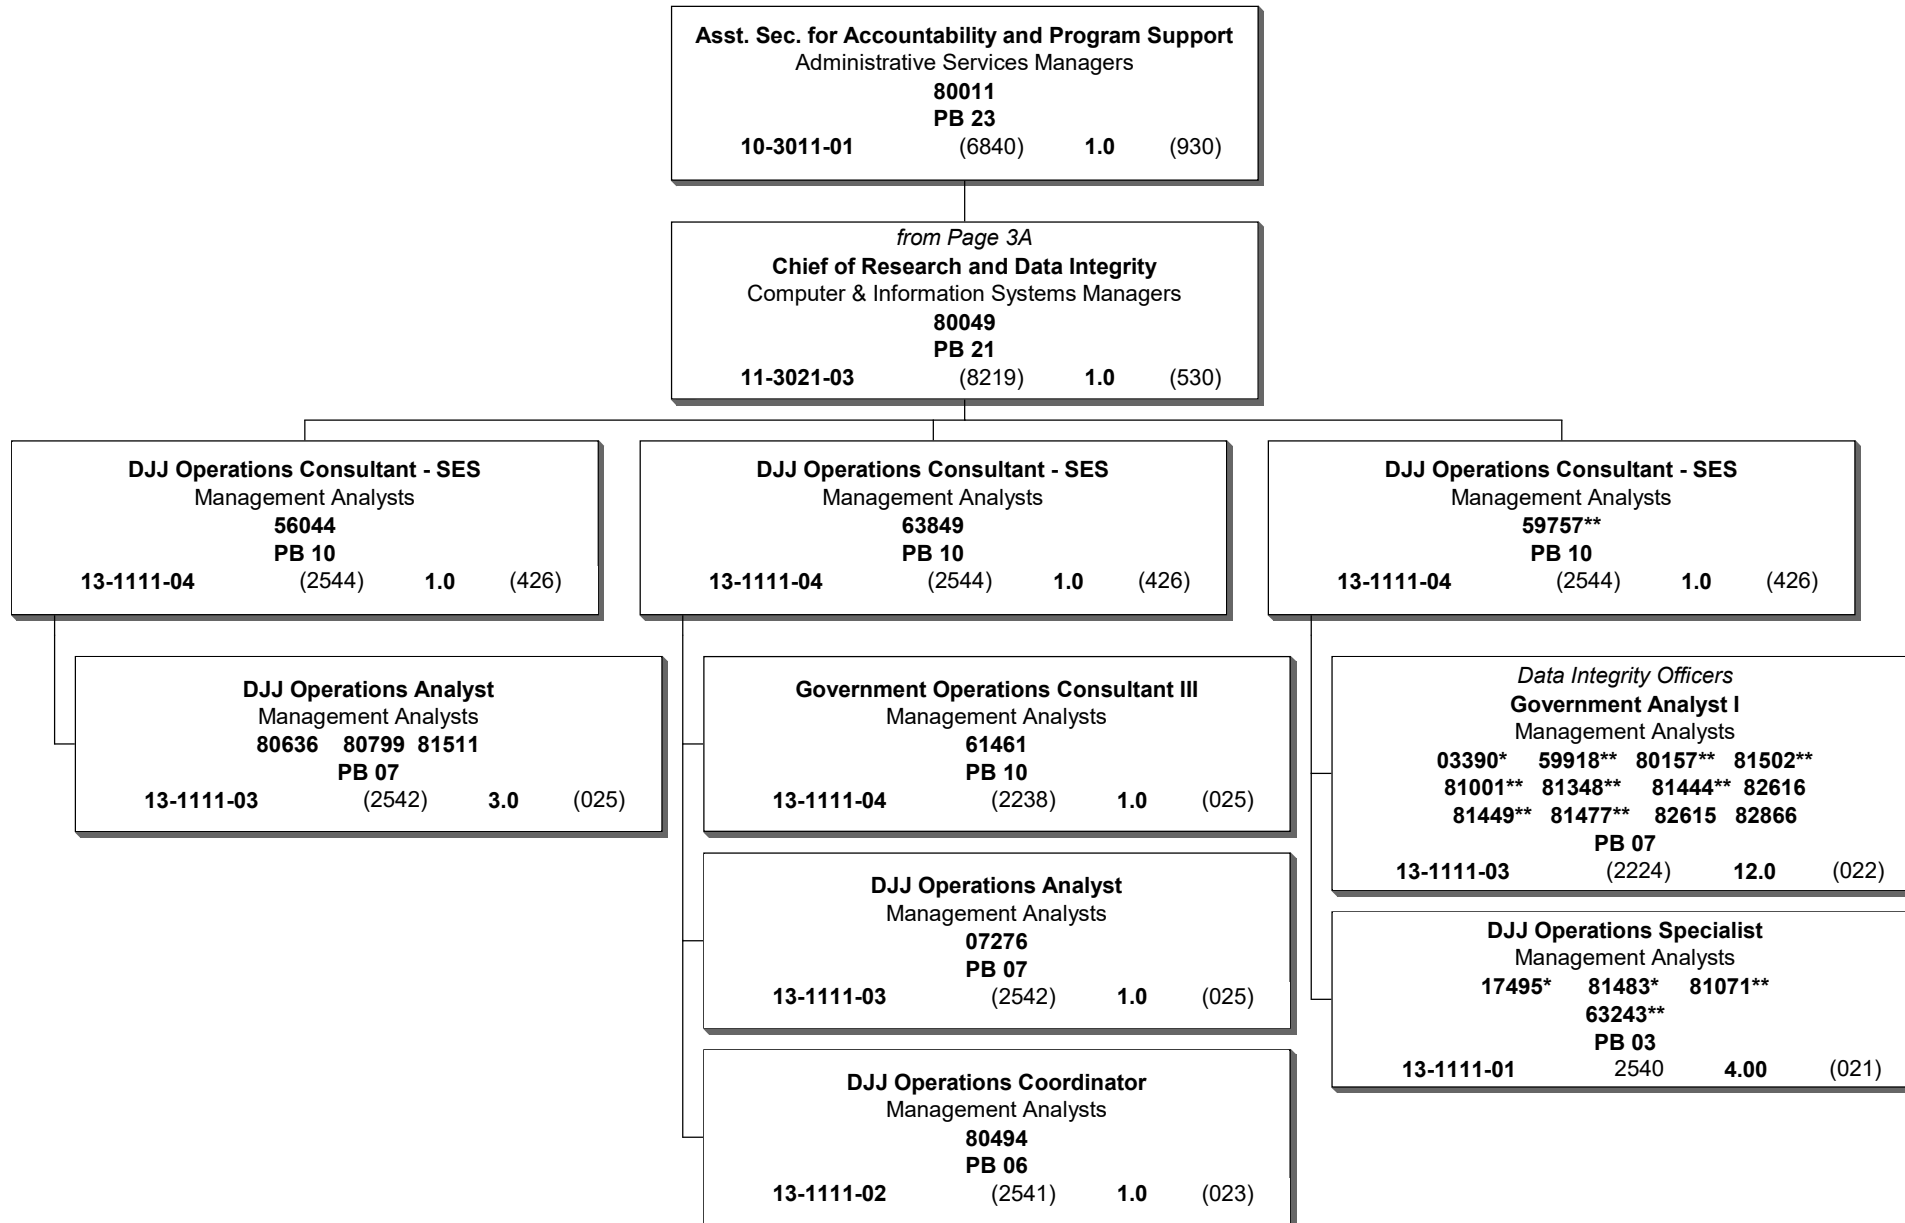 Asst. Sec. for Accountability and Program Support
Administrative Services Managers
80011
PB 23
10-3011-01 (6840) 1.0 (930)
from Page 3A
Chief of Research and Data Integrity
Computer & Information Systems Managers
80049
PB 21
11-3021-03 (8219) 1.0 (530)
DJJ Operations Consultant - SES
Management Analysts
56044
PB 10
13-1111-04 (2544) 1.0 (426)
DJJ Operations Analyst
Management Analysts
80636 80799 81511
PB 07
13-1111-03 (2542) 3.0 (025)
DJJ Operations Consultant - SES
Management Analysts
63849
PB 10
13-1111-04 (2544) 1.0 (426)
Government Operations Consultant III
Management Analysts
61461
PB 10
13-1111-04 (2238) 1.0 (025)
DJJ Operations Analyst
Management Analysts
07276
PB 07
13-1111-03 (2542) 1.0 (025)
DJJ Operations Coordinator
Management Analysts
80494
PB 06
13-1111-02 (2541) 1.0 (023)
DJJ Operations Consultant - SES
Management Analysts
59757**
PB 10
13-1111-04 (2544) 1.0 (426)
Data Integrity Officers
Government Analyst I
Management Analysts
03390* 59918** 80157** 81502**
81001** 81348** 81444** 82616
81449** 81477** 82615 82866
PB 07
13-1111-03 (2224) 12.0 (022)
DJJ Operations Specialist
Management Analysts
17495* 81483* 81071**
63243**
PB 03
13-1111-01 2540 4.00 (021)